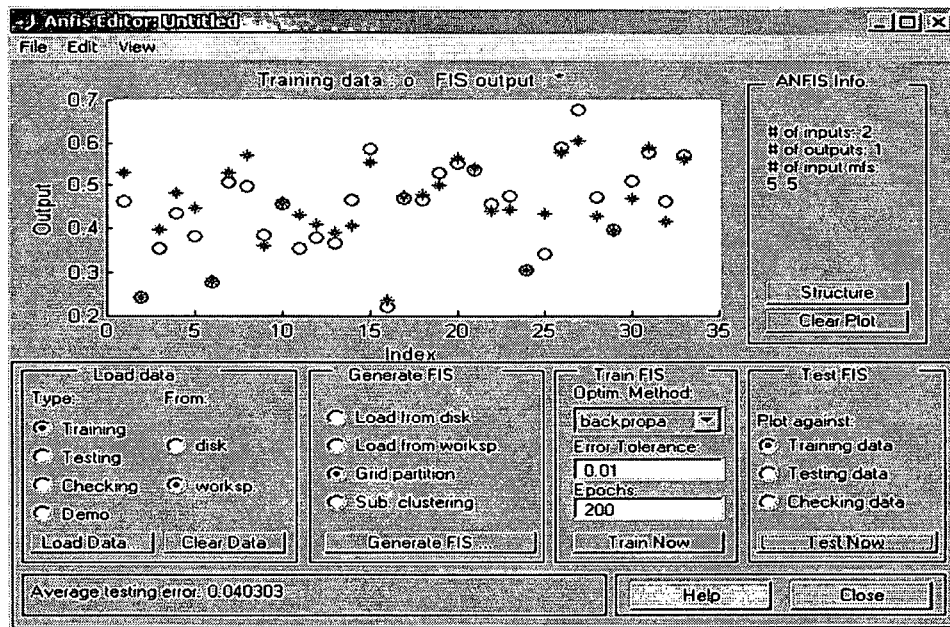 Anfis Editor: Untitled
File Edit View
Training data : o FIS output : *
0.7
0.6
0.5
0.4
0.3
0.2
Output
0 5 10 15 20 25 30 35
Index
ANFIS Info.
# of inputs: 2
# of outputs: 1
# of input mfs:
5 5
Structure
Clear Plot
Load data
Type: From:
Training
Testing
Checking
Demo
disk
worksp.
Load Data... Clear Data
Generate FIS
Load from disk
Load from worksp.
Grid partition
Sub. clustering
Generate FIS ...
Train FIS
Optim. Method:
backpropa
Error Tolerance:
0.01
Epochs:
200
Train Now
Test FIS
Plot against:
Training data
Testing data
Checking data
Test Now
Average testing error: 0.040303
Help Close